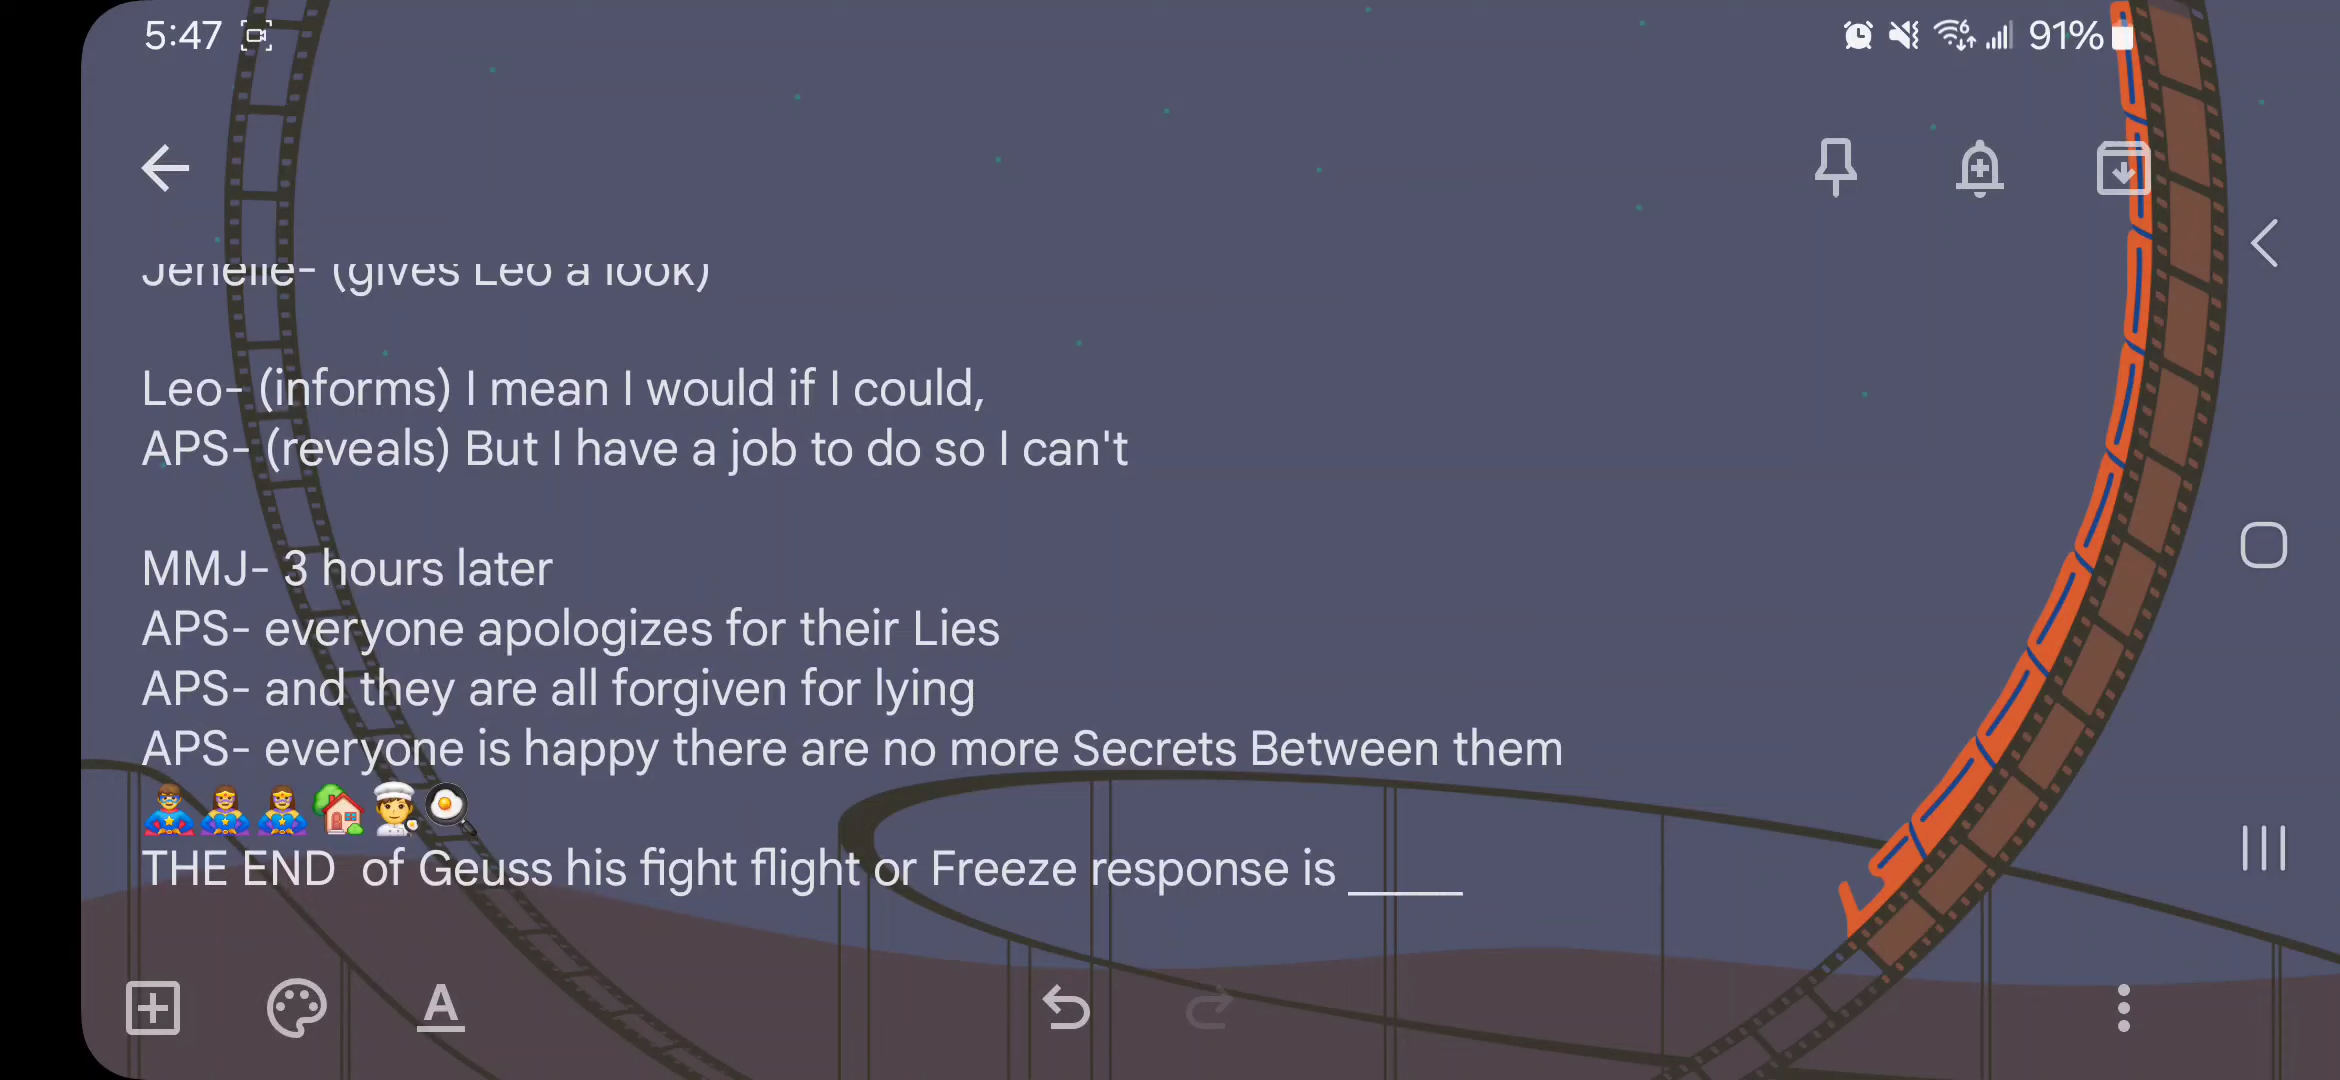 5:47 91%
Jenelle- (gives Leo a look)
Leo- (informs) I mean I would if I could,
APS- (reveals) But I have a job to do so I can't
MMJ- 3 hours later
APS- everyone apologizes for their Lies
APS- and they are all forgiven for lying
APS- everyone is happy there are no more Secrets Between them
🦸‍♂️🦸‍♀️🦸‍♀️🏡👨‍🍳🍳
THE END  of Geuss his fight flight or Freeze response is _____
A